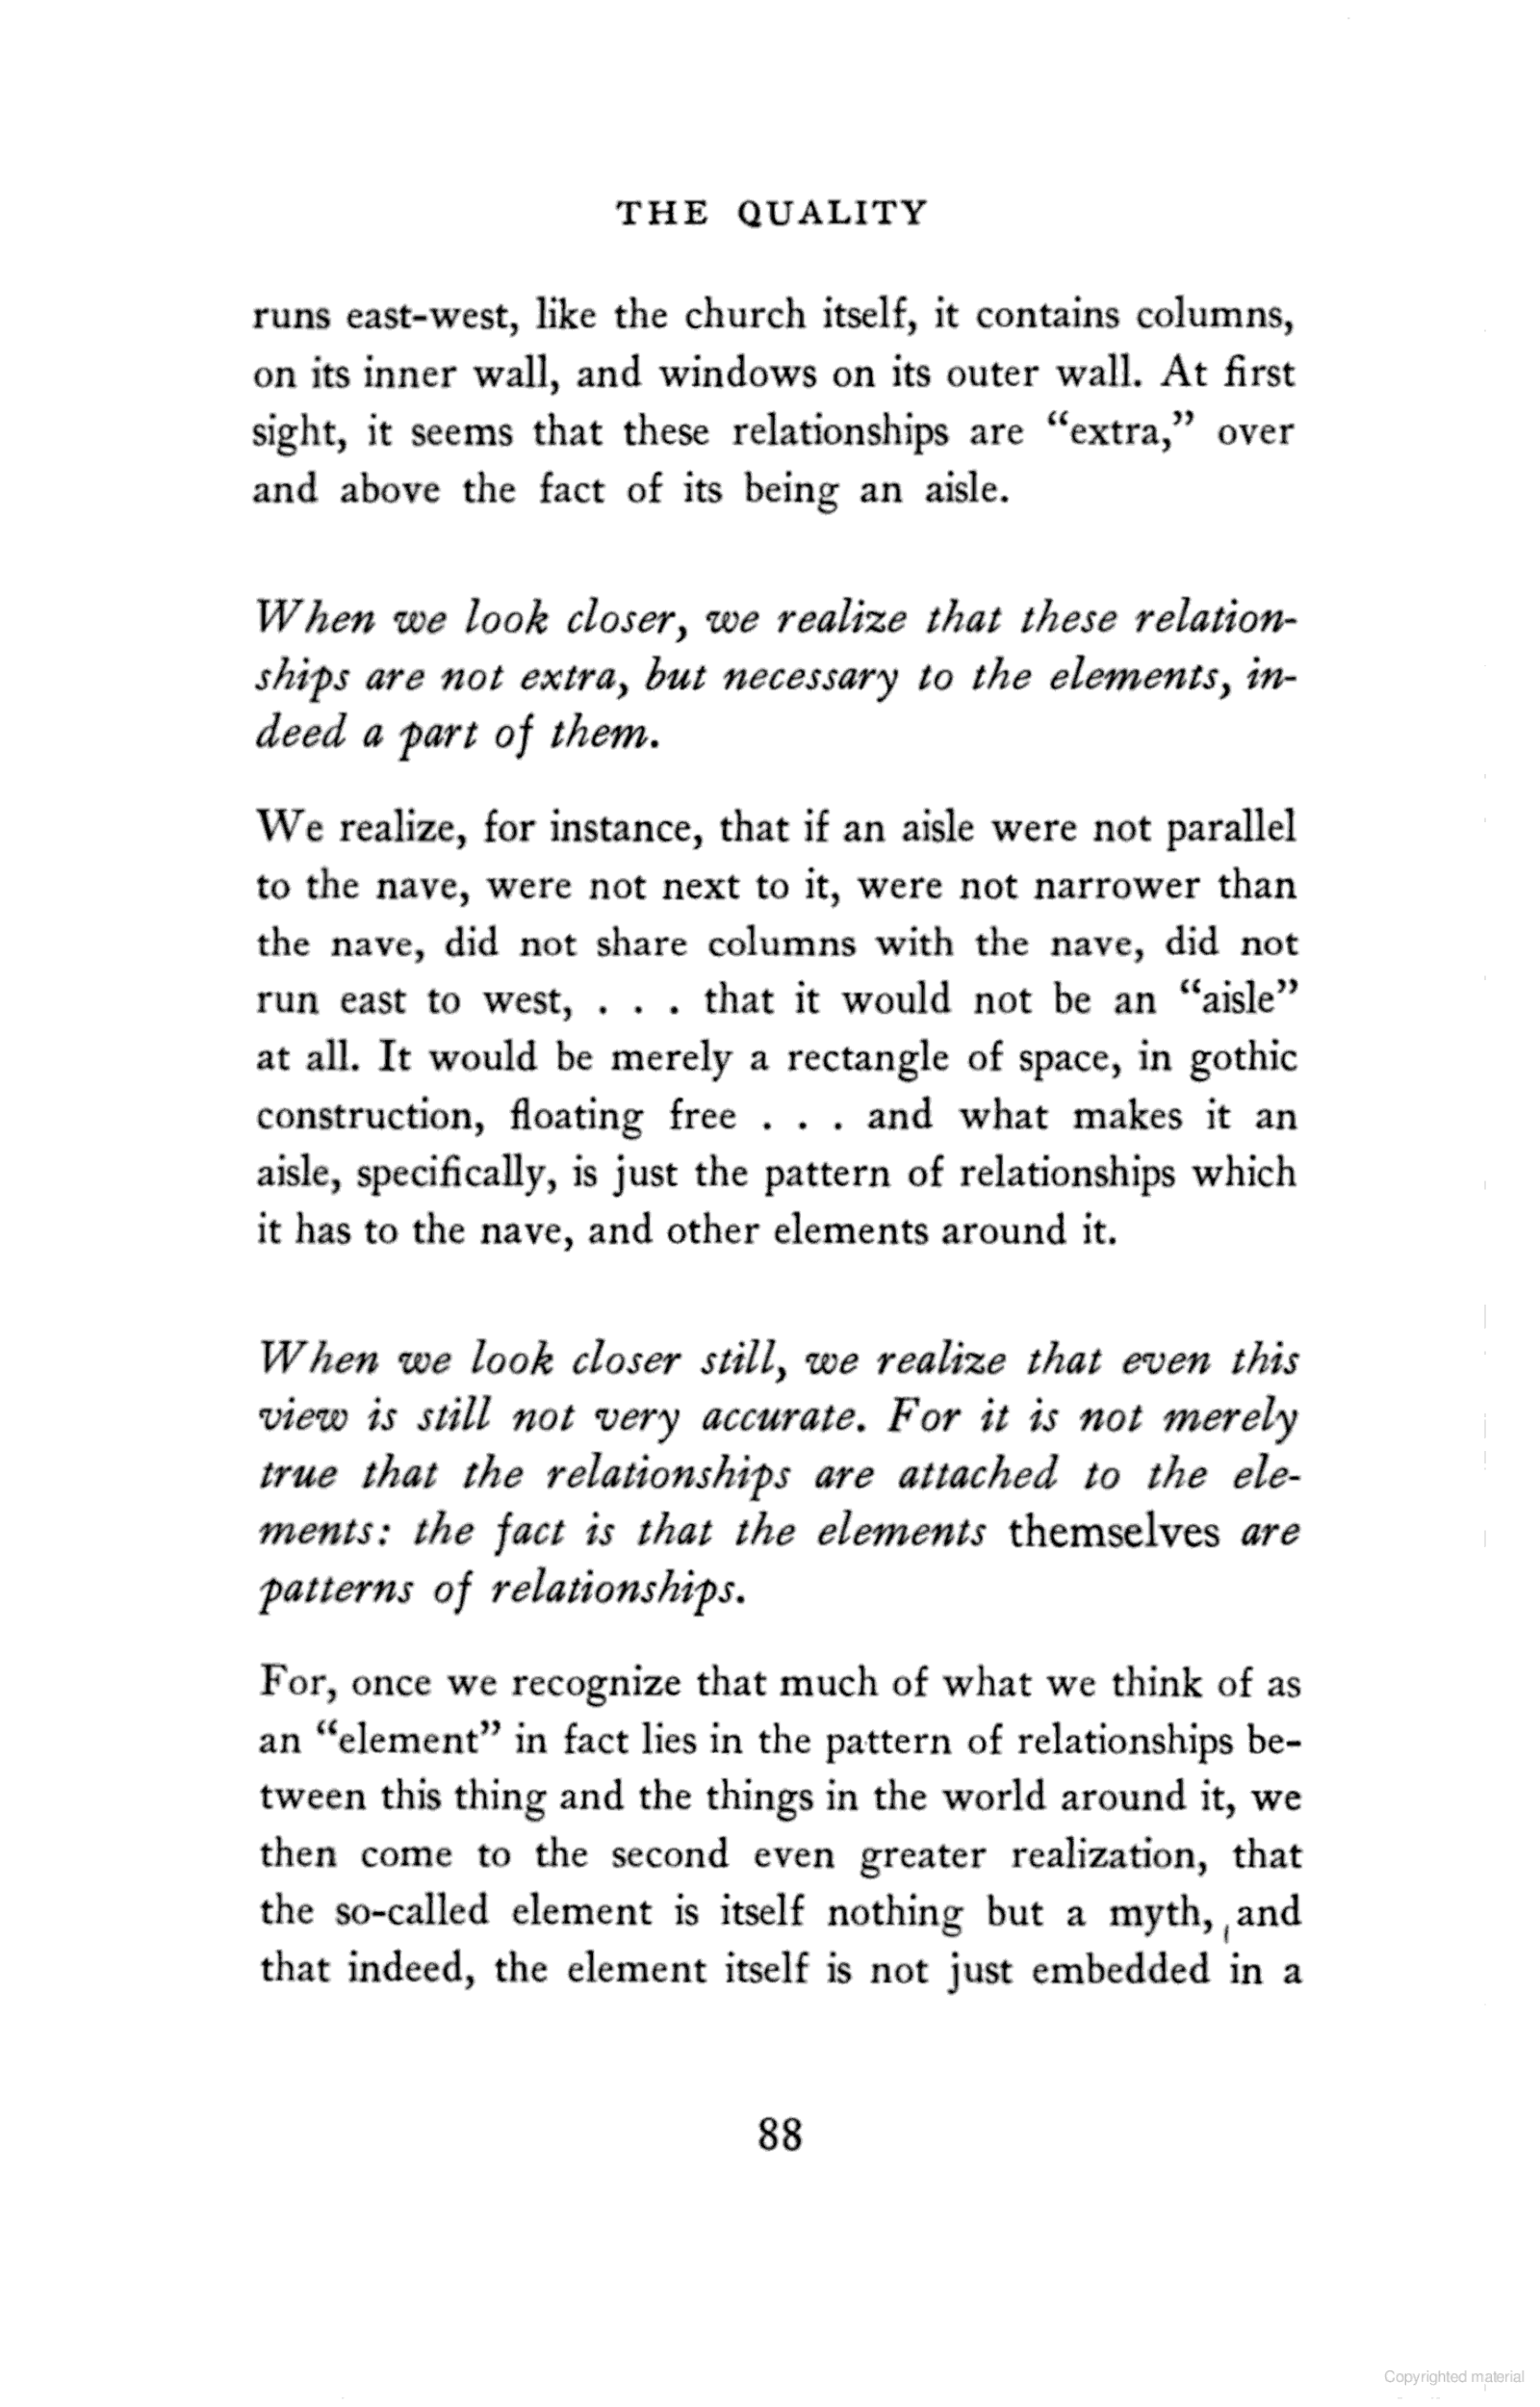 THE QUALITY
runs east-west, like the church itself, it contains columns,
on its inner wall, and windows on its outer wall. At first
sight, it seems that these relationships are “extra,” over
and above the fact of its being an aisle.
When we look closer, we realize that these relation-
ships are not extra, but necessary to the elements, in-
deed a part of them.
We realize, for instance, that if an aisle were not parallel
to the nave, were not next to it, were not narrower than
the nave, did not share columns with the nave, did not
run east to west, . . . that it would not be an “aisle”
at all. It would be merely a rectangle of space, in gothic
construction, floating free . . . and what makes it an
aisle, specifically, is just the pattern of relationships which
it has to the nave, and other elements around it.
When we look closer still, we realize that even this
view is still not very accurate. For it is not merely
true that the relationships are attached to the ele-
ments: the fact is that the elements themselves are
patterns of relationships.
For, once we recognize that much of what we think of as
an “element” in fact lies in the pattern of relationships be-
tween this thing and the things in the world around it, we
then come to the second even greater realization, that
the so-called element is itself nothing but a myth, and
that indeed, the element itself is not just embedded in a
88
Copyrighted material